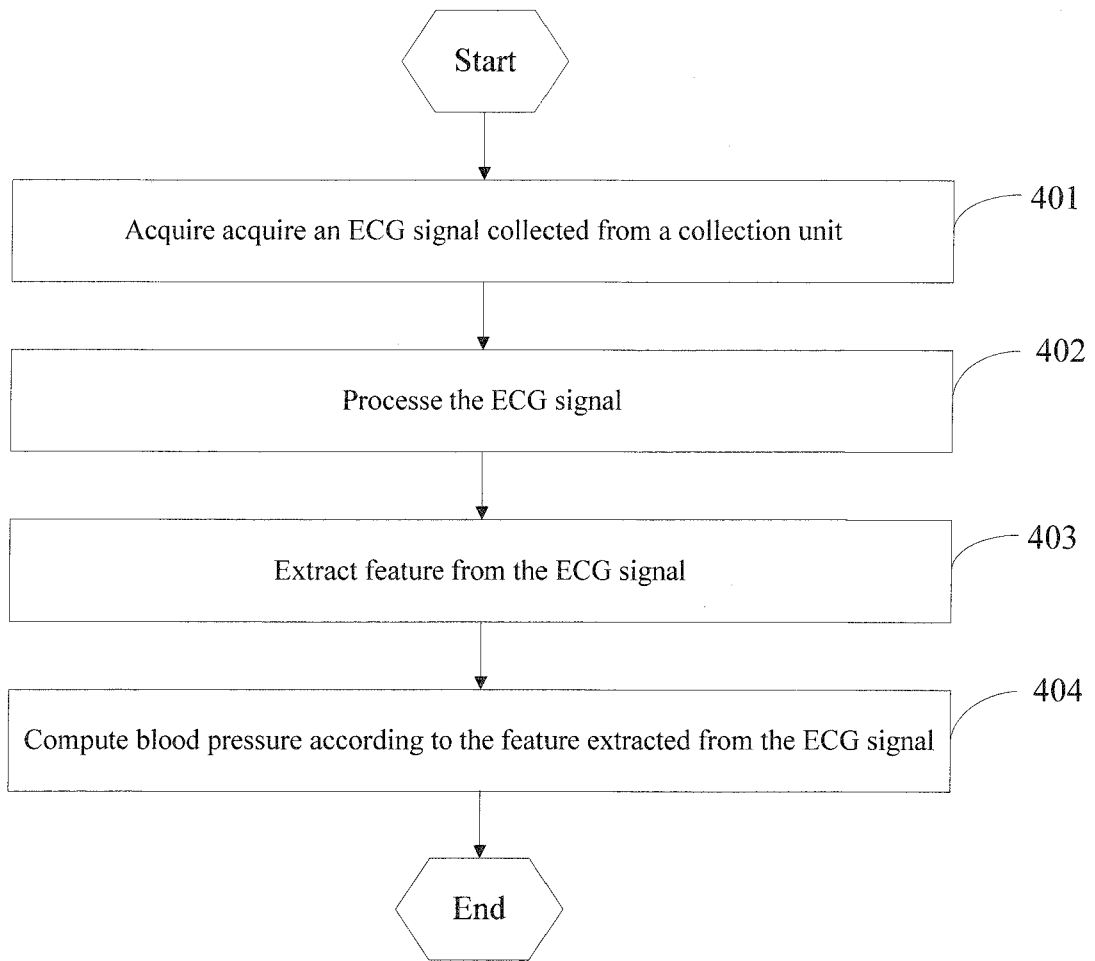 Start
Acquire acquire an ECG signal collected from a collection unit
401
Processe the ECG signal
402
Extract feature from the ECG signal
403
Compute blood pressure according to the feature extracted from the ECG signal
404
End